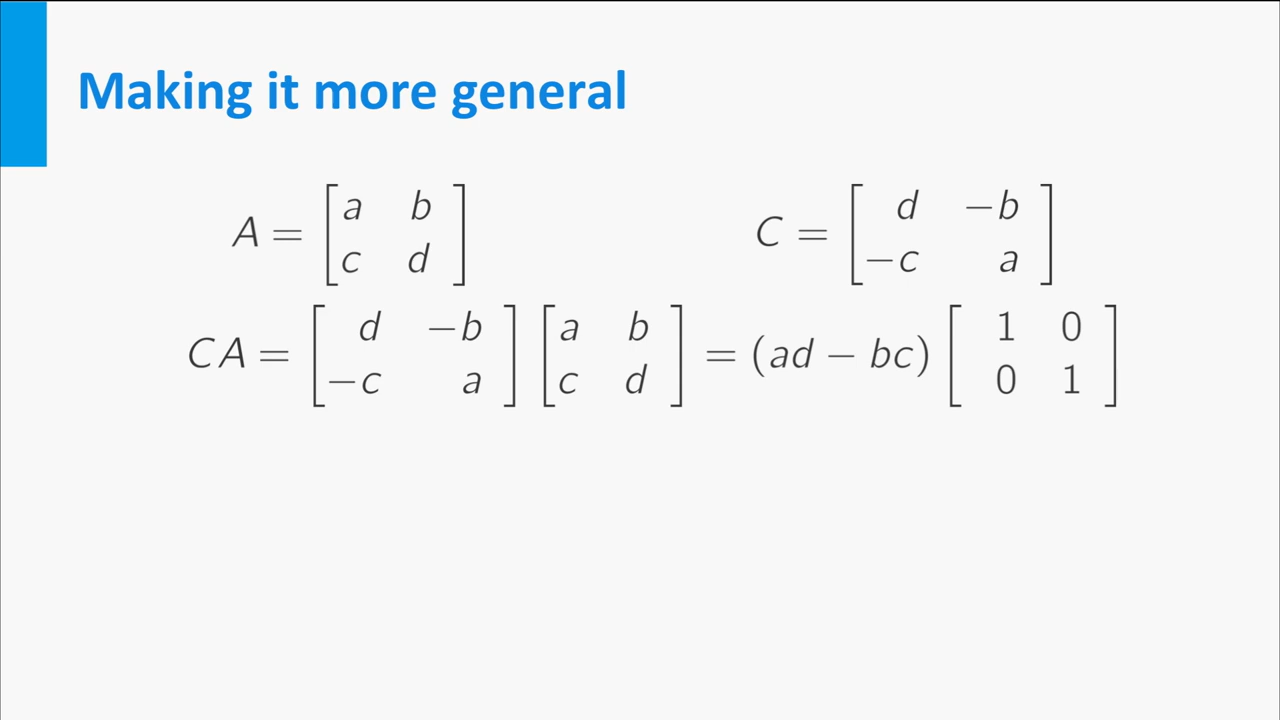 Making it more general
A = [ a b ; c d ] C = [ d −b ; −c a ]
CA = [ d −b ; −c a ] [ a b ; c d ] = (ad − bc) [ 1 0 ; 0 1 ]